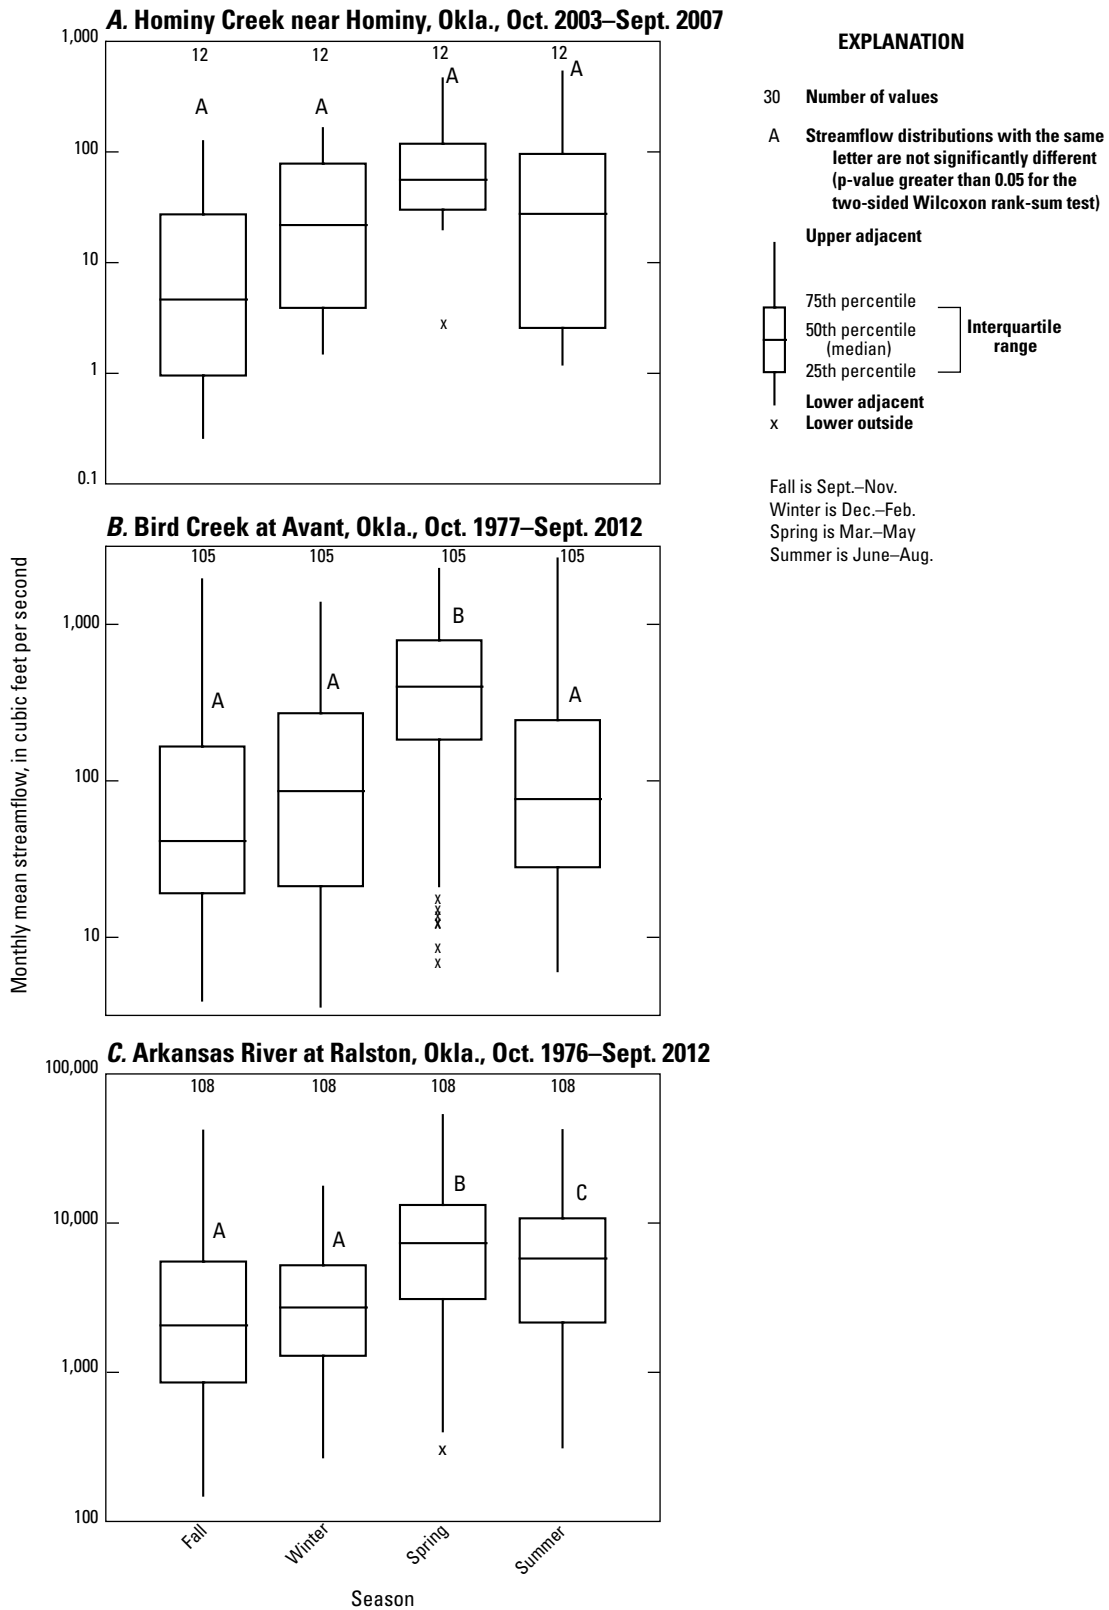 A. Hominy Creek near Hominy, Okla., Oct. 2003–Sept. 2007
1,000
12 12 12 12
A A A A
100
10
1
0.1
EXPLANATION
30 Number of values
A Streamflow distributions with the same
letter are not significantly different
(p-value greater than 0.05 for the
two-sided Wilcoxon rank-sum test)
Upper adjacent
75th percentile
50th percentile
(median)
25th percentile
Interquartile
range
Lower adjacent
x Lower outside
Fall is Sept.–Nov.
Winter is Dec.–Feb.
Spring is Mar.–May
Summer is June–Aug.
Monthly mean streamflow, in cubic feet per second
B. Bird Creek at Avant, Okla., Oct. 1977–Sept. 2012
105 105 105 105
1,000
A A B A
100
10
C. Arkansas River at Ralston, Okla., Oct. 1976–Sept. 2012
100,000
108 108 108 108
10,000
A A B C
1,000
100
Fall Winter Spring Summer
Season